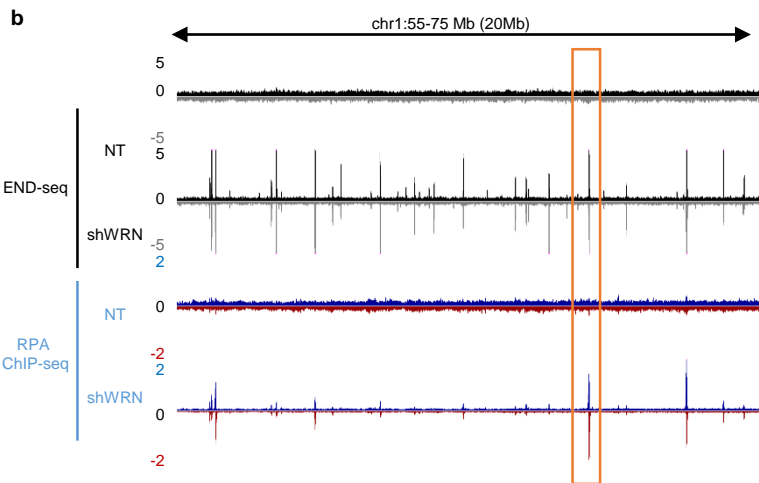 b
chr1:55-75 Mb (20Mb)
5
0
-5
NT
5
END-seq
0
shWRN
-5
2
NT
0
RPA
ChIP-seq
-2
2
shWRN
0
-2